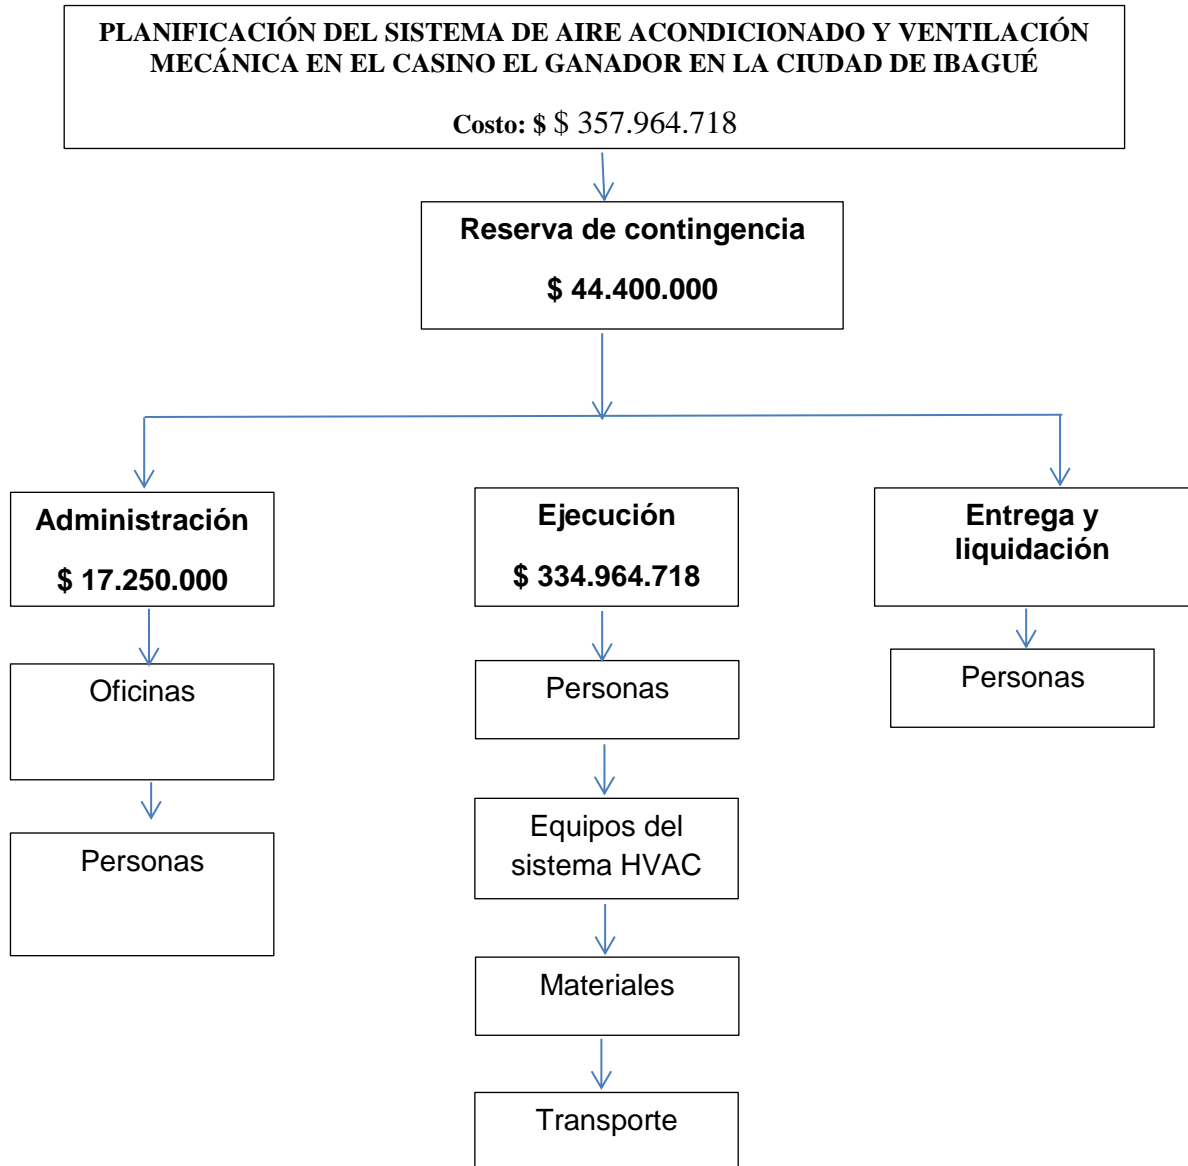 PLANIFICACIÓN DEL SISTEMA DE AIRE ACONDICIONADO Y VENTILACIÓN
MECÁNICA EN EL CASINO EL GANADOR EN LA CIUDAD DE IBAGUÉ
Costo: $ $ 357.964.718
Reserva de contingencia
$ 44.400.000
Administración
$ 17.250.000
Oficinas
Personas
Ejecución
$ 334.964.718
Personas
Equipos del
sistema HVAC
Materiales
Transporte
Entrega y
liquidación
Personas